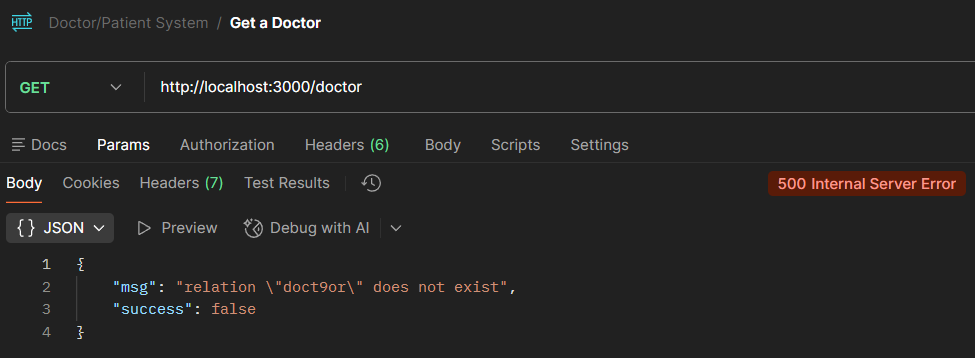 HTTP Doctor/Patient System / Get a Doctor
GET http://localhost:3000/doctor
Docs Params Authorization Headers (6) Body Scripts Settings
Body Cookies Headers (7) Test Results 500 Internal Server Error
{} JSON Preview Debug with AI
1 {
2 "msg": "relation \"doct9or\" does not exist",
3 "success": false
4 }